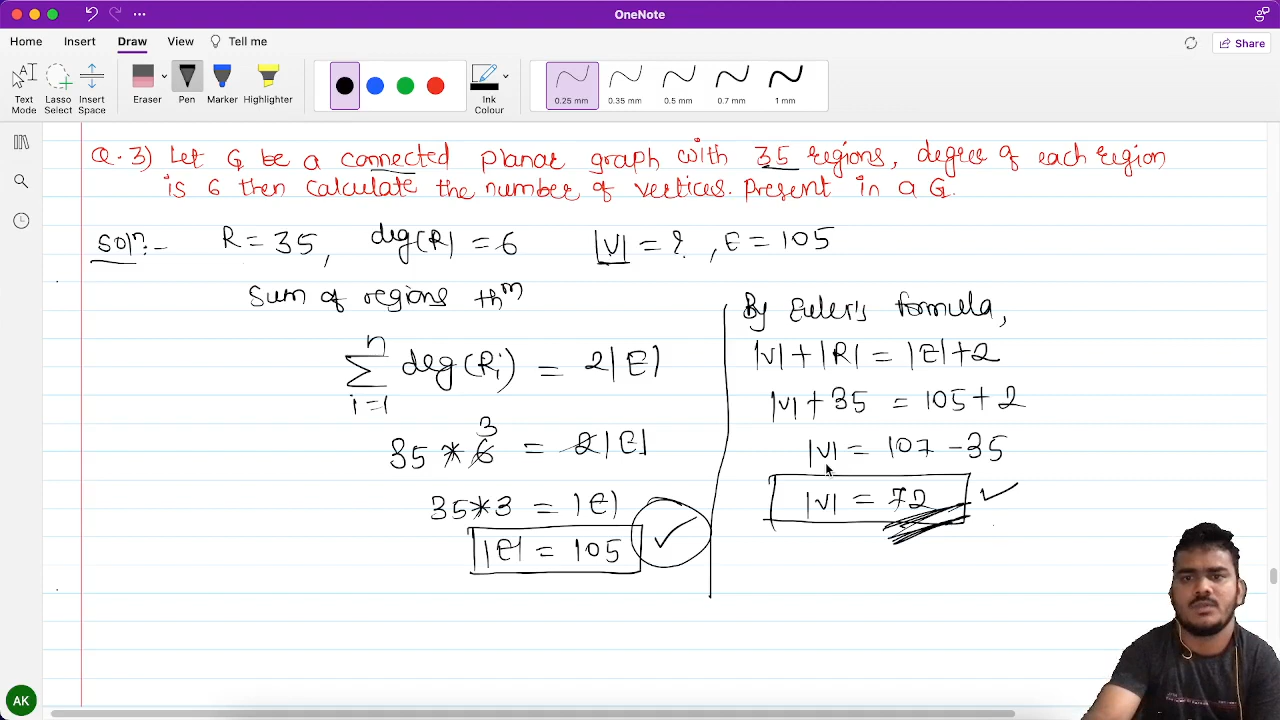 OneNote
Home Insert Draw View Tell me
Share
Text Mode
Lasso Select
Insert Space
Eraser
Pen
Marker
Highlighter
Ink Colour
0.25 mm
0.35 mm
0.5 mm
0.7 mm
1 mm
Q.3) Let G be a connected planar graph with 35 regions, degree of each region
is 6 then calculate the number of vertices. Present in a G.
Solⁿ:- R = 35, deg(R) = 6 |V| = ?, E = 105
Sum of regions thᵐ
n
∑ deg(Ri) = 2|E|
i=1
3
35 * 6 = 2|E|
35*3 = |E|
|E| = 105 ✓
By Euler's formula,
|V| + |R| = |E| + 2
|V| + 35 = 105 + 2
|V| = 107 - 35
|V| = 72 ✓
AK